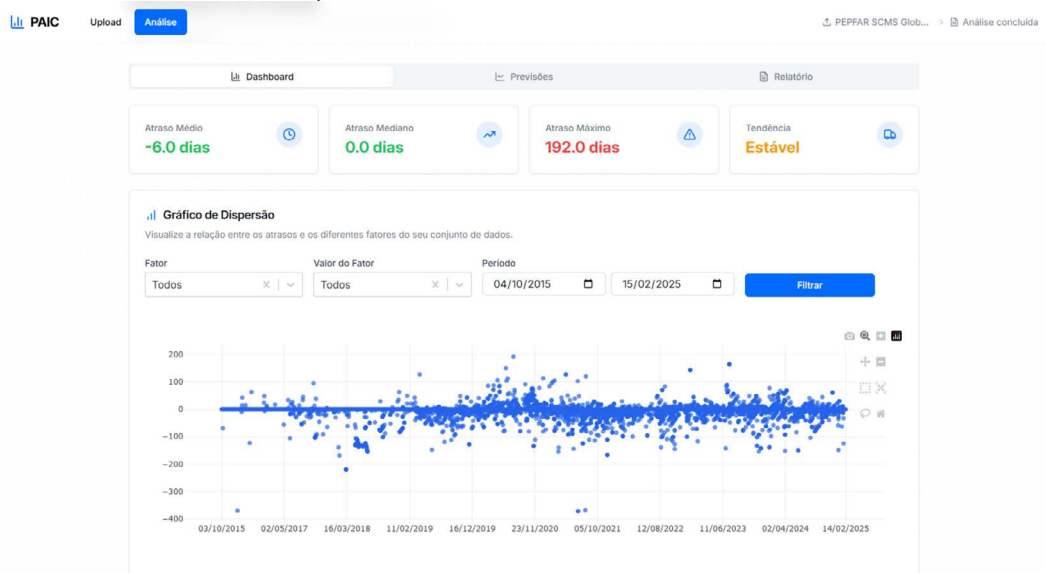 PAIC Upload Análise PEPFAR SCMS Glob... > Análise concluída
Dashboard Previsões Relatório
Atraso Médio
-6.0 dias
Atraso Mediano
0.0 dias
Atraso Máximo
192.0 dias
Tendência
Estável
Gráfico de Dispersão
Visualize a relação entre os atrasos e os diferentes fatores do seu conjunto de dados.
Fator Valor do Fator Período
Todos Todos 04/10/2015 15/02/2025 Filtrar
200
100
0
−100
−200
−300
−400
03/10/2015 02/05/2017 16/03/2018 11/02/2019 16/12/2019 23/11/2020 05/10/2021 12/08/2022 11/06/2023 02/04/2024 14/02/2025